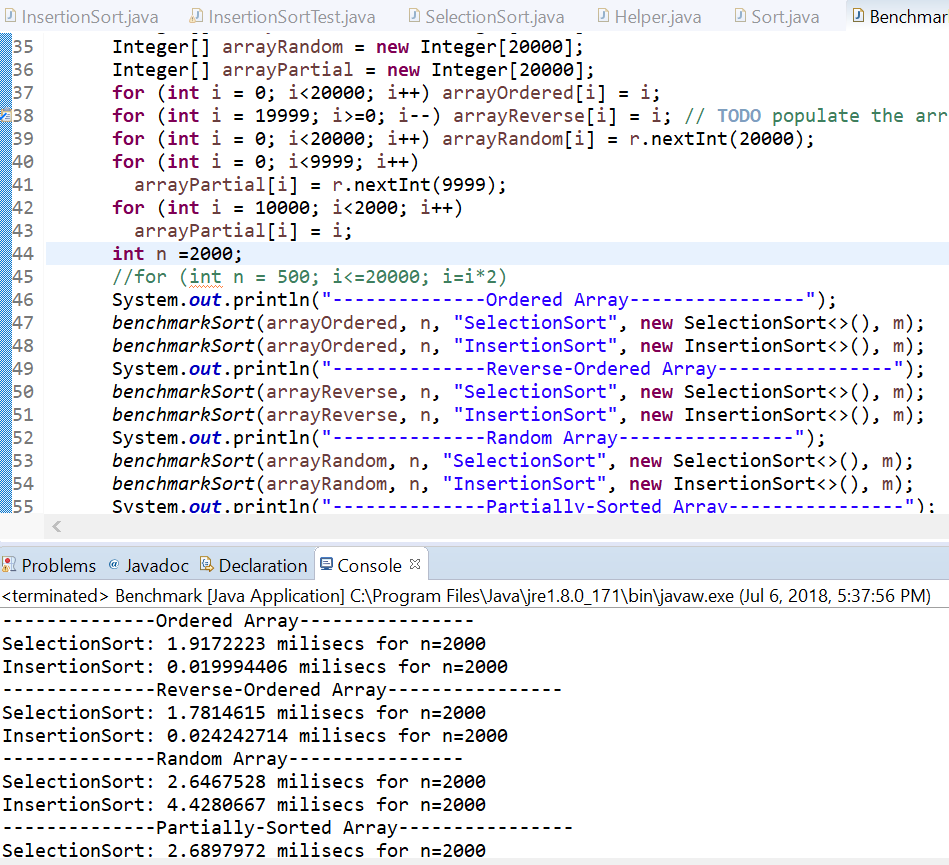 InsertionSort.java InsertionSortTest.java SelectionSort.java Helper.java Sort.java Benchmar
35 Integer[] arrayRandom = new Integer[20000];
36 Integer[] arrayPartial = new Integer[20000];
37 for (int i = 0; i<20000; i++) arrayOrdered[i] = i;
38 for (int i = 19999; i>=0; i--) arrayReverse[i] = i; // TODO populate the arr
39 for (int i = 0; i<20000; i++) arrayRandom[i] = r.nextInt(20000);
40 for (int i = 0; i<9999; i++)
41 arrayPartial[i] = r.nextInt(9999);
42 for (int i = 10000; i<2000; i++)
43 arrayPartial[i] = i;
44 int n =2000;
45 //for (int n = 500; i<=20000; i=i*2)
46 System.out.println("--------------Ordered Array----------------");
47 benchmarkSort(arrayOrdered, n, "SelectionSort", new SelectionSort<>(), m);
48 benchmarkSort(arrayOrdered, n, "InsertionSort", new InsertionSort<>(), m);
49 System.out.println("--------------Reverse-Ordered Array----------------");
50 benchmarkSort(arrayReverse, n, "SelectionSort", new SelectionSort<>(), m);
51 benchmarkSort(arrayReverse, n, "InsertionSort", new InsertionSort<>(), m);
52 System.out.println("--------------Random Array----------------");
53 benchmarkSort(arrayRandom, n, "SelectionSort", new SelectionSort<>(), m);
54 benchmarkSort(arrayRandom, n, "InsertionSort", new InsertionSort<>(), m);
55 System.out.println("--------------Partially-Sorted Array----------------");
Problems @ Javadoc Declaration Console
<terminated> Benchmark [Java Application] C:\Program Files\Java\jre1.8.0_171\bin\javaw.exe (Jul 6, 2018, 5:37:56 PM)
--------------Ordered Array----------------
SelectionSort: 1.9172223 milisecs for n=2000
InsertionSort: 0.019994406 milisecs for n=2000
--------------Reverse-Ordered Array----------------
SelectionSort: 1.7814615 milisecs for n=2000
InsertionSort: 0.024242714 milisecs for n=2000
--------------Random Array----------------
SelectionSort: 2.6467528 milisecs for n=2000
InsertionSort: 4.4280667 milisecs for n=2000
--------------Partially-Sorted Array----------------
SelectionSort: 2.6897972 milisecs for n=2000